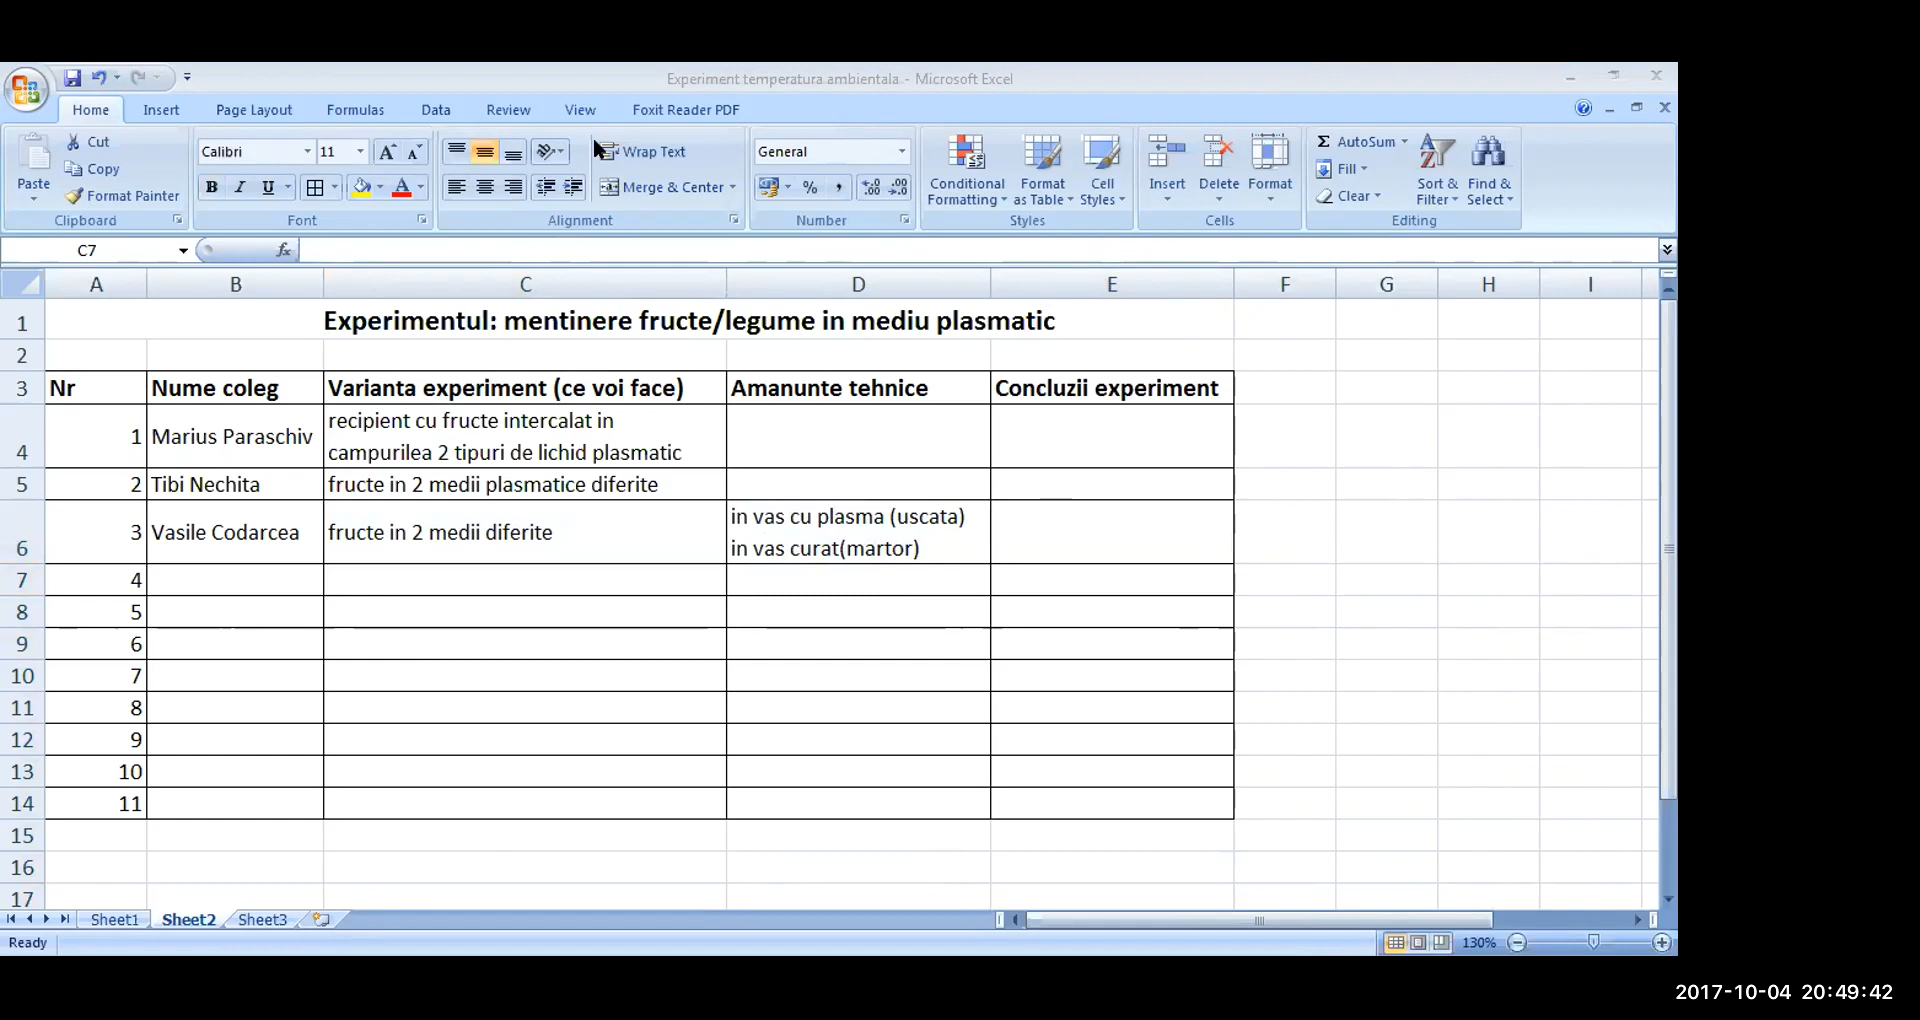 Experiment temperatura ambientala - Microsoft Excel
Home Insert Page Layout Formulas Data Review View Foxit Reader PDF
Paste
Cut
Copy
Format Painter
Clipboard
Calibri 11
B I U
Font
Wrap Text
Merge & Center
Alignment
General
% ,
Number
Conditional Formatting
Format as Table
Cell Styles
Styles
Insert Delete Format
Cells
Σ AutoSum
Fill
Clear
Sort & Filter
Find & Select
Editing
C7 fx
A B C D E F G H I
1 Experimentul: mentinere fructe/legume in mediu plasmatic
2
3 Nr Nume coleg Varianta experiment (ce voi face) Amanunte tehnice Concluzii experiment
4 1 Marius Paraschiv recipient cu fructe intercalat in
campurilea 2 tipuri de lichid plasmatic
5 2 Tibi Nechita fructe in 2 medii plasmatice diferite
6 3 Vasile Codarcea fructe in 2 medii diferite in vas cu plasma (uscata)
in vas curat(martor)
7 4
8 5
9 6
10 7
11 8
12 9
13 10
14 11
15
16
17
Sheet1 Sheet2 Sheet3
Ready 130%
2017-10-04 20:49:42